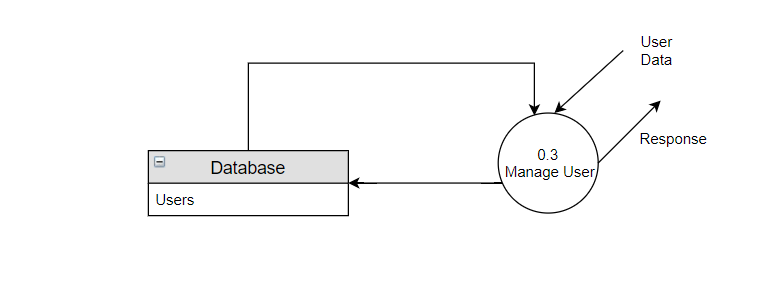 User
Data
Response
0.3
Manage User
Database
Users